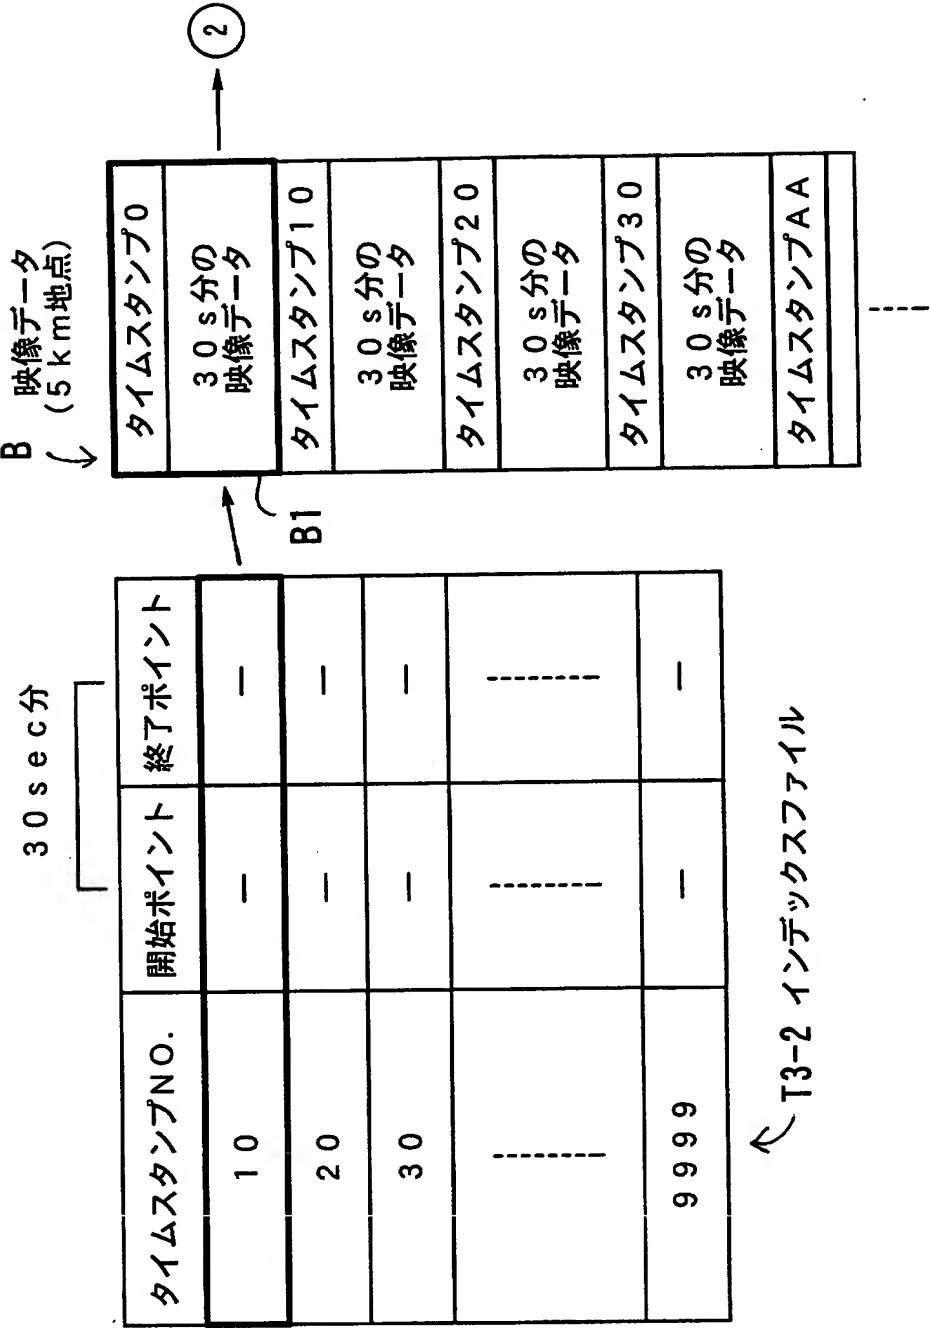 30sec分
タイムスタンプNO.
開始ポイント
終了ポイント
10
—
—
20
—
—
30
—
—
9999
—
—
T3-2 インデックスファイル
B
映像データ
(5km地点)
タイムスタンプ0
30s分の
映像データ
タイムスタンプ10
30s分の
映像データ
タイムスタンプ20
30s分の
映像データ
タイムスタンプ30
30s分の
映像データ
タイムスタンプAA
B1
2